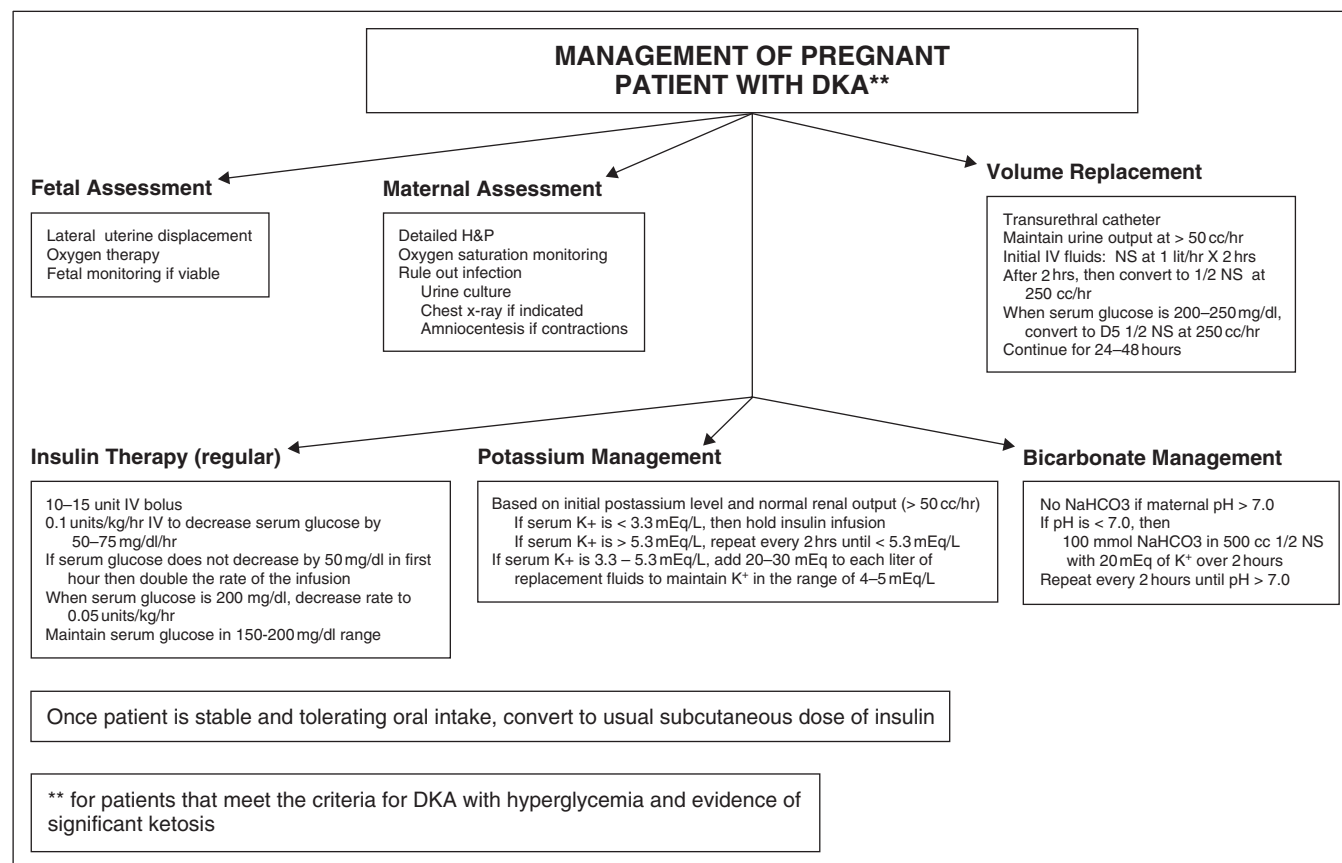 MANAGEMENT OF PREGNANT
PATIENT WITH DKA**
Fetal Assessment
Lateral uterine displacement
Oxygen therapy
Fetal monitoring if viable
Maternal Assessment
Detailed H&P
Oxygen saturation monitoring
Rule out infection
Urine culture
Chest x-ray if indicated
Amniocentesis if contractions
Volume Replacement
Transurethral catheter
Maintain urine output at > 50 cc/hr
Initial IV fluids: NS at 1 lit/hr X 2 hrs
After 2 hrs, then convert to 1/2 NS at
250 cc/hr
When serum glucose is 200–250 mg/dl,
convert to D5 1/2 NS at 250 cc/hr
Continue for 24–48 hours
Insulin Therapy (regular)
10–15 unit IV bolus
0.1 units/kg/hr IV to decrease serum glucose by
50–75 mg/dl/hr
If serum glucose does not decrease by 50 mg/dl in first
hour then double the rate of the infusion
When serum glucose is 200 mg/dl, decrease rate to
0.05 units/kg/hr
Maintain serum glucose in 150-200 mg/dl range
Potassium Management
Based on initial postassium level and normal renal output (> 50 cc/hr)
If serum K+ is < 3.3 mEq/L, then hold insulin infusion
If serum K+ is > 5.3 mEq/L, repeat every 2 hrs until < 5.3 mEq/L
If serum K+ is 3.3 – 5.3 mEq/L, add 20–30 mEq to each liter of
replacement fluids to maintain K⁺ in the range of 4–5 mEq/L
Bicarbonate Management
No NaHCO3 if maternal pH > 7.0
If pH is < 7.0, then
100 mmol NaHCO3 in 500 cc 1/2 NS
with 20 mEq of K⁺ over 2 hours
Repeat every 2 hours until pH > 7.0
Once patient is stable and tolerating oral intake, convert to usual subcutaneous dose of insulin
** for patients that meet the criteria for DKA with hyperglycemia and evidence of
significant ketosis